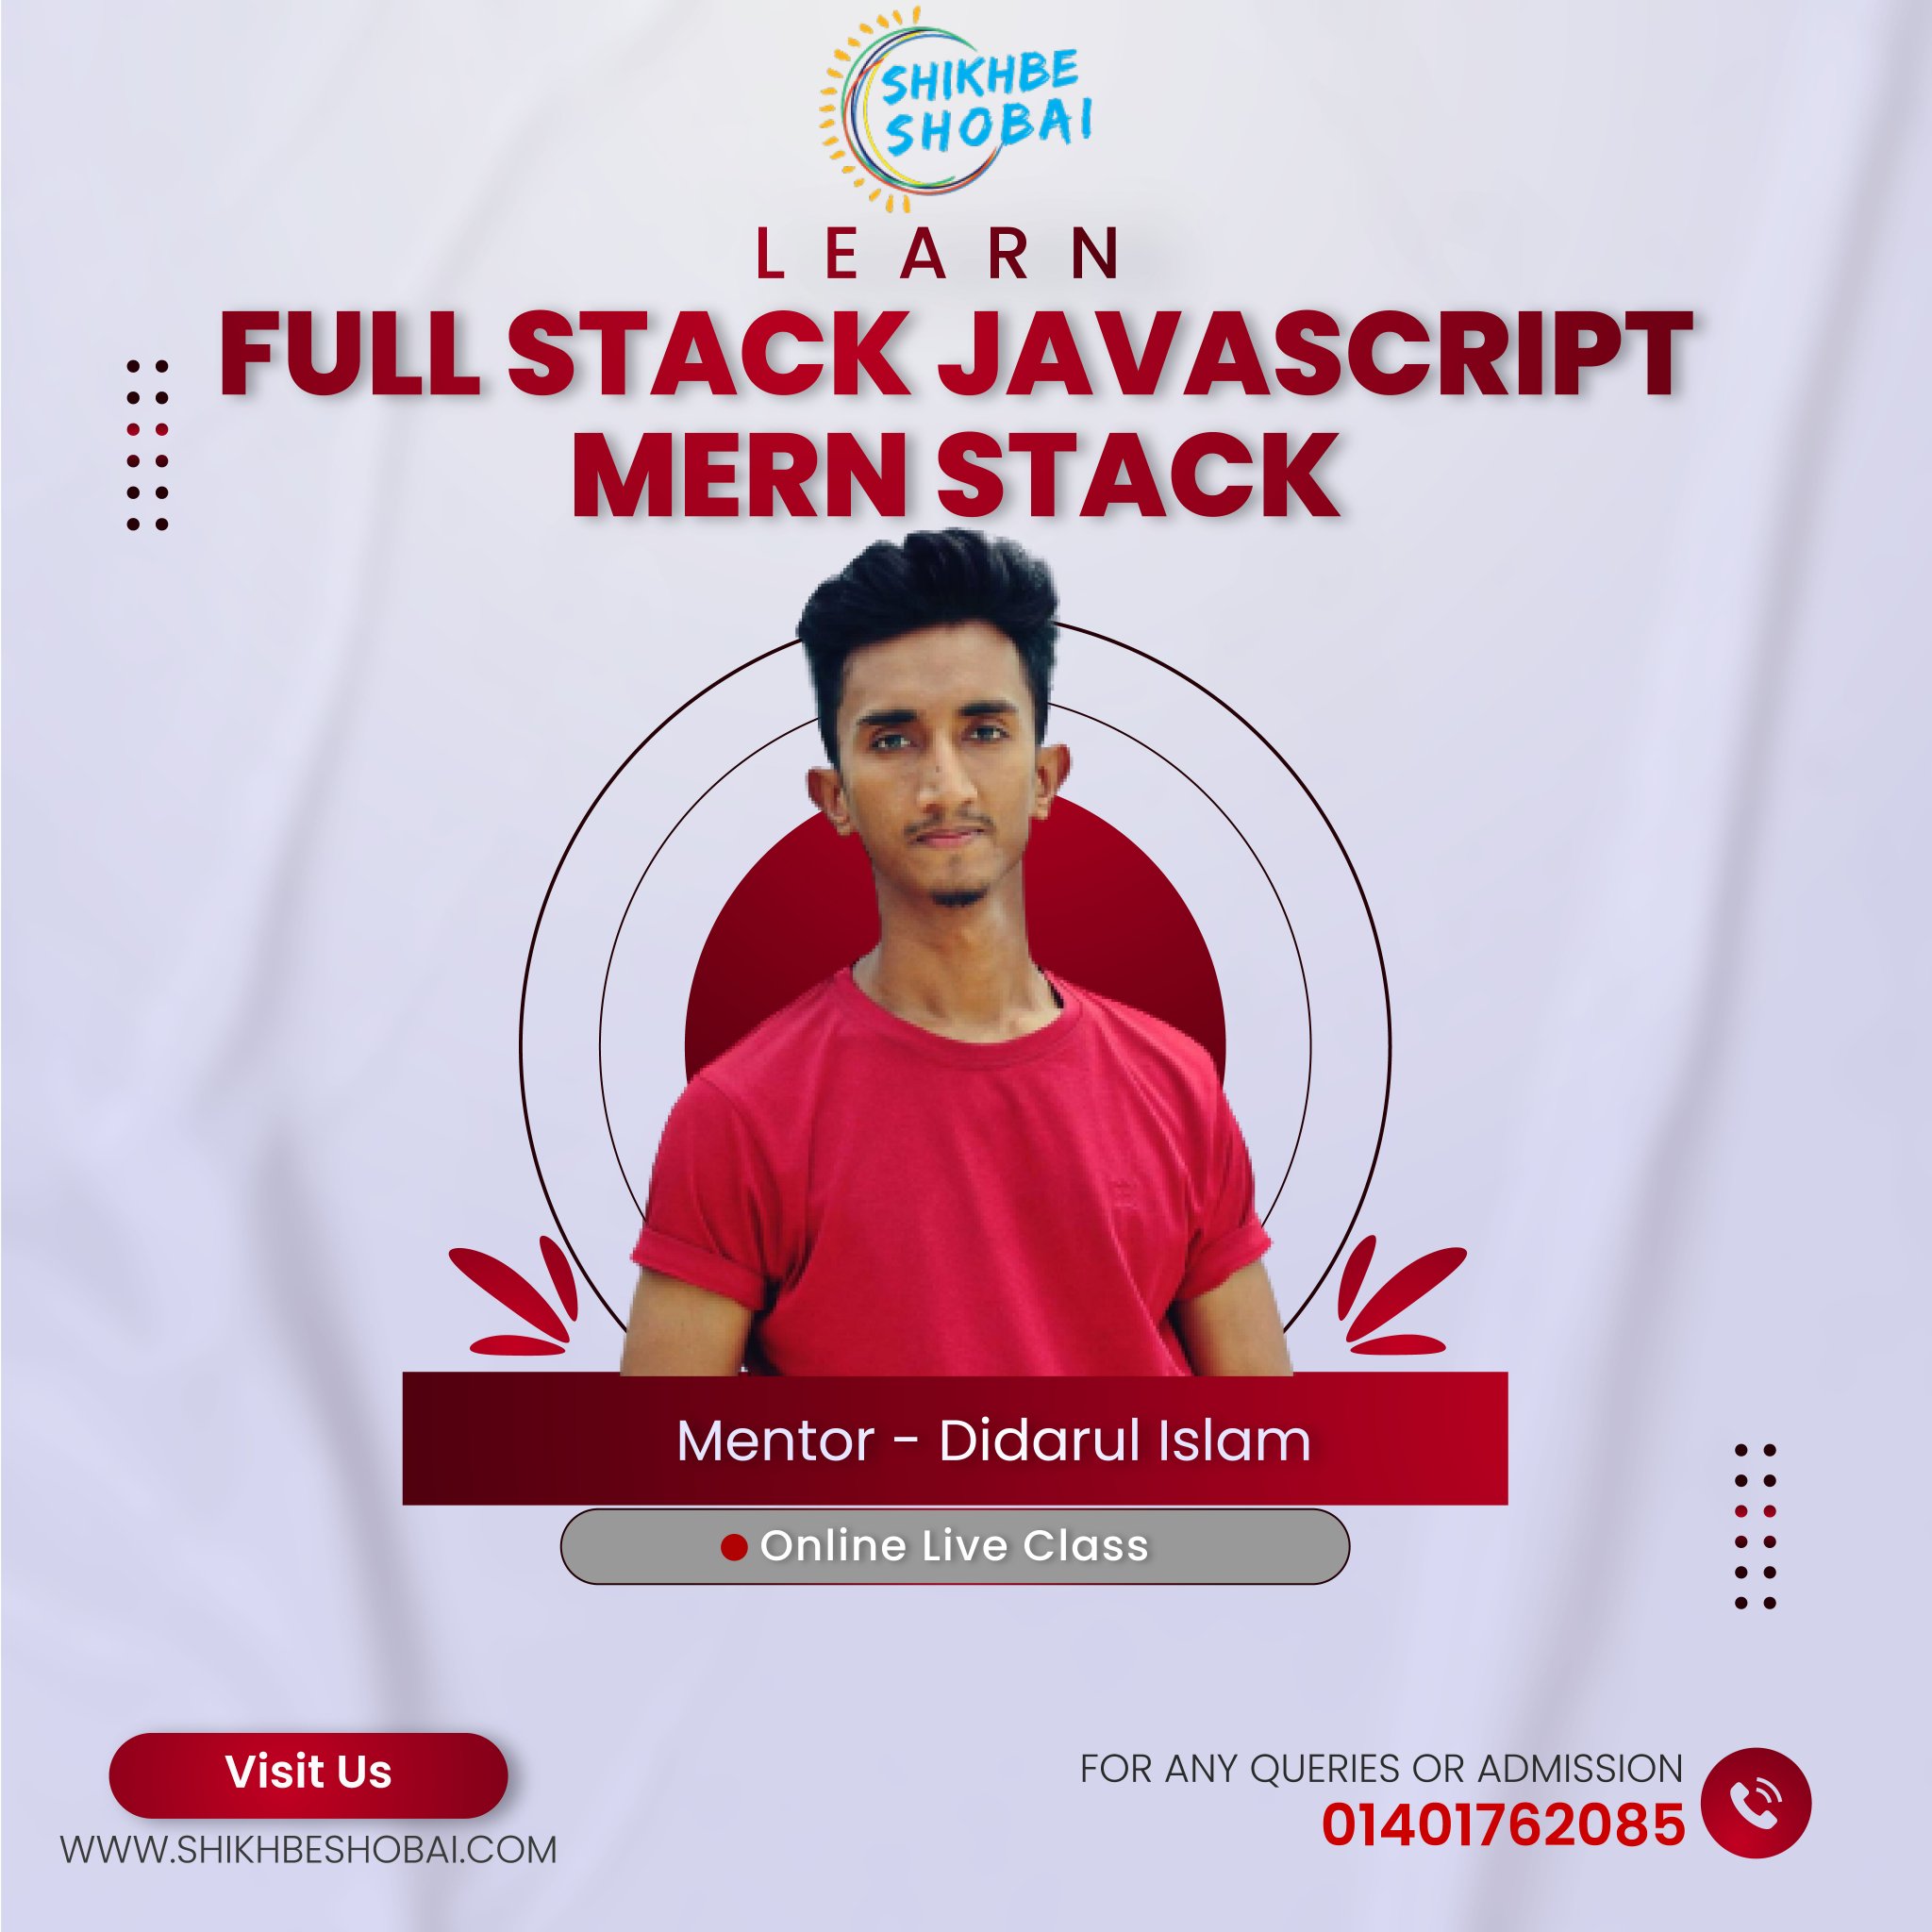 SHIKHBE
SHOBAI
LEARN
FULL STACK JAVASCRIPT
MERN STACK
Mentor - Didarul Islam
Online Live Class
Visit Us
WWW.SHIKHBESHOBAI.COM
FOR ANY QUERIES OR ADMISSION
01401762085